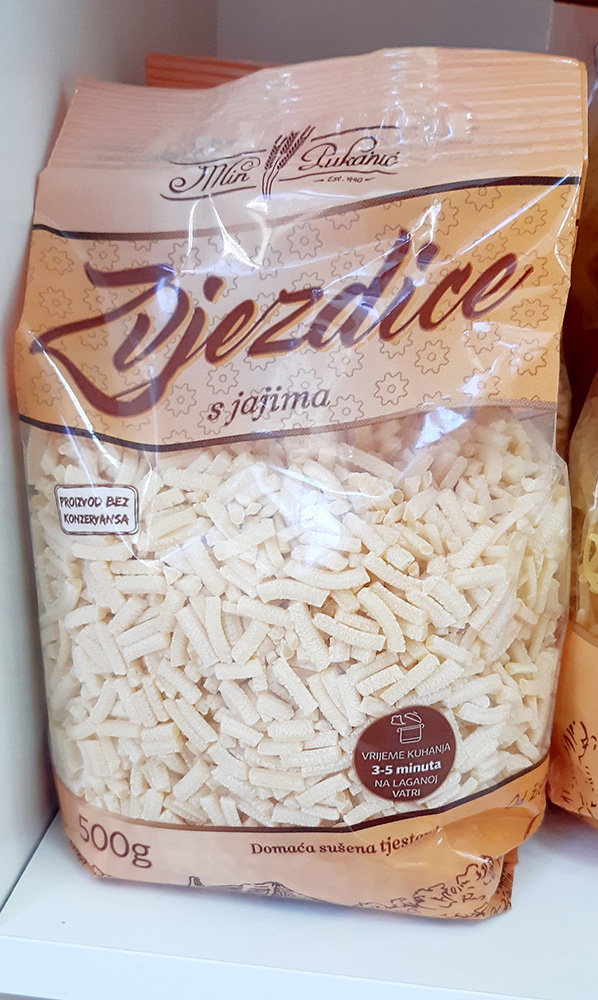 Mlin Pukanić
Est. 1940
Zvjezdice
s jajima
PROIZVOD BEZ
KONZERVANSA
VRIJEME KUHANJA
3-5 minuta
NA LAGANOJ
VATRI
500g
Domaća sušena